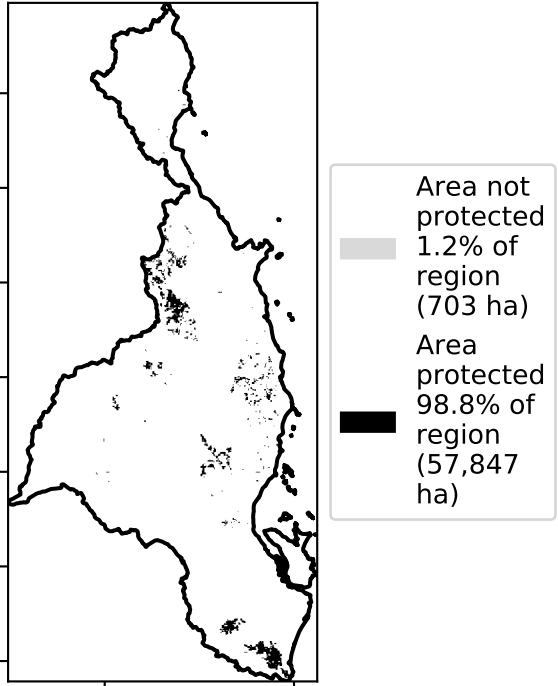 Area not
protected
1.2% of
region
(703 ha)
Area
protected
98.8% of
region
(57,847
ha)